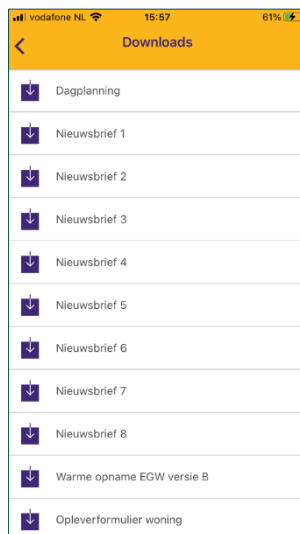 vodafone NL 15:57 61%
Downloads
Dagplanning
Nieuwsbrief 1
Nieuwsbrief 2
Nieuwsbrief 3
Nieuwsbrief 4
Nieuwsbrief 5
Nieuwsbrief 6
Nieuwsbrief 7
Nieuwsbrief 8
Warme opname EGW versie B
Opleverformulier woning